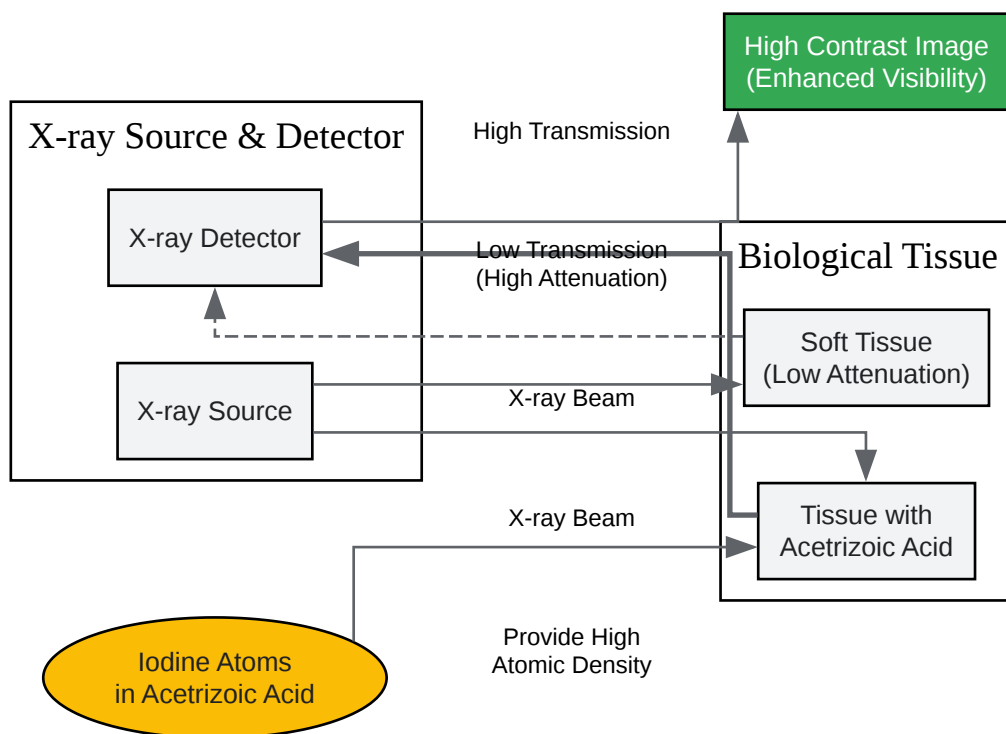 High Contrast Image
(Enhanced Visibility)
X-ray Source & Detector
High Transmission
X-ray Detector
Low Transmission
(High Attenuation)
Biological Tissue
Soft Tissue
(Low Attenuation)
X-ray Source
X-ray Beam
X-ray Beam
Tissue with
Acetrizoic Acid
Provide High
Atomic Density
Iodine Atoms
in Acetrizoic Acid